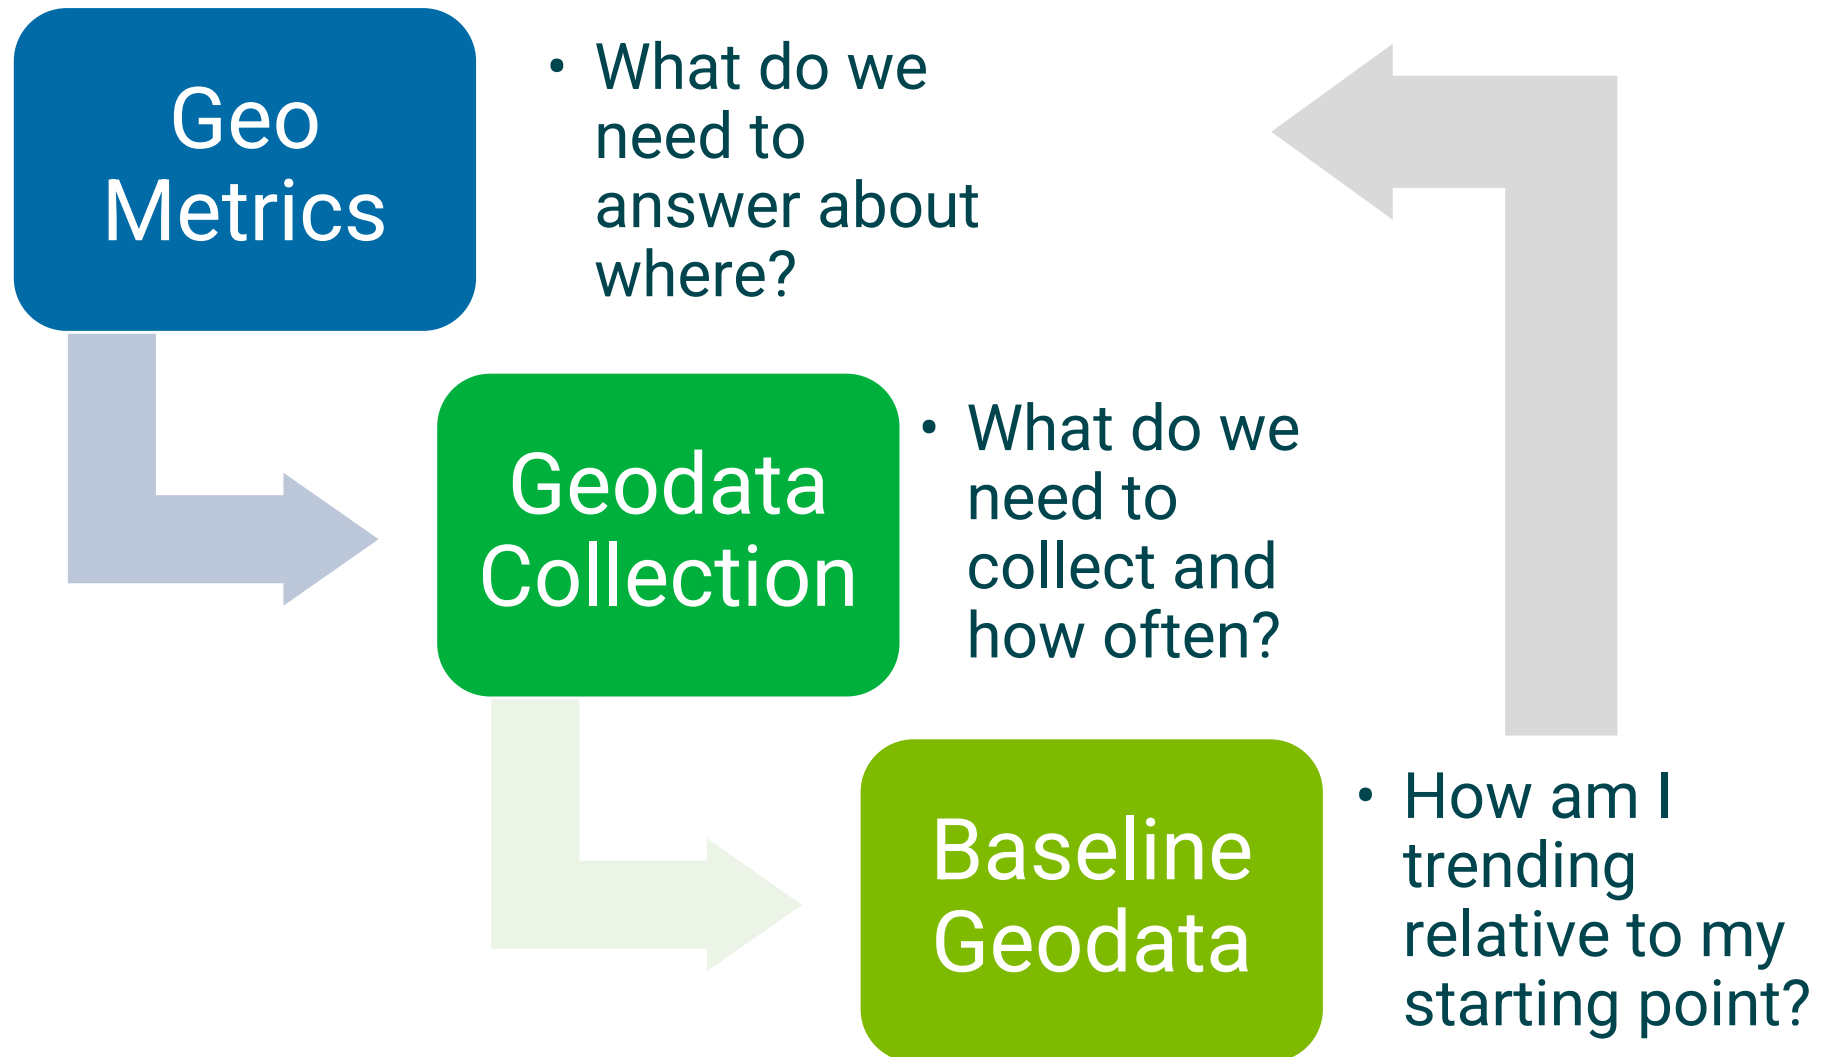 Geo
Metrics
• What do we
need to
answer about
where?
Geodata
Collection
• What do we
need to
collect and
how often?
Baseline
Geodata
• How am I
trending
relative to my
starting point?